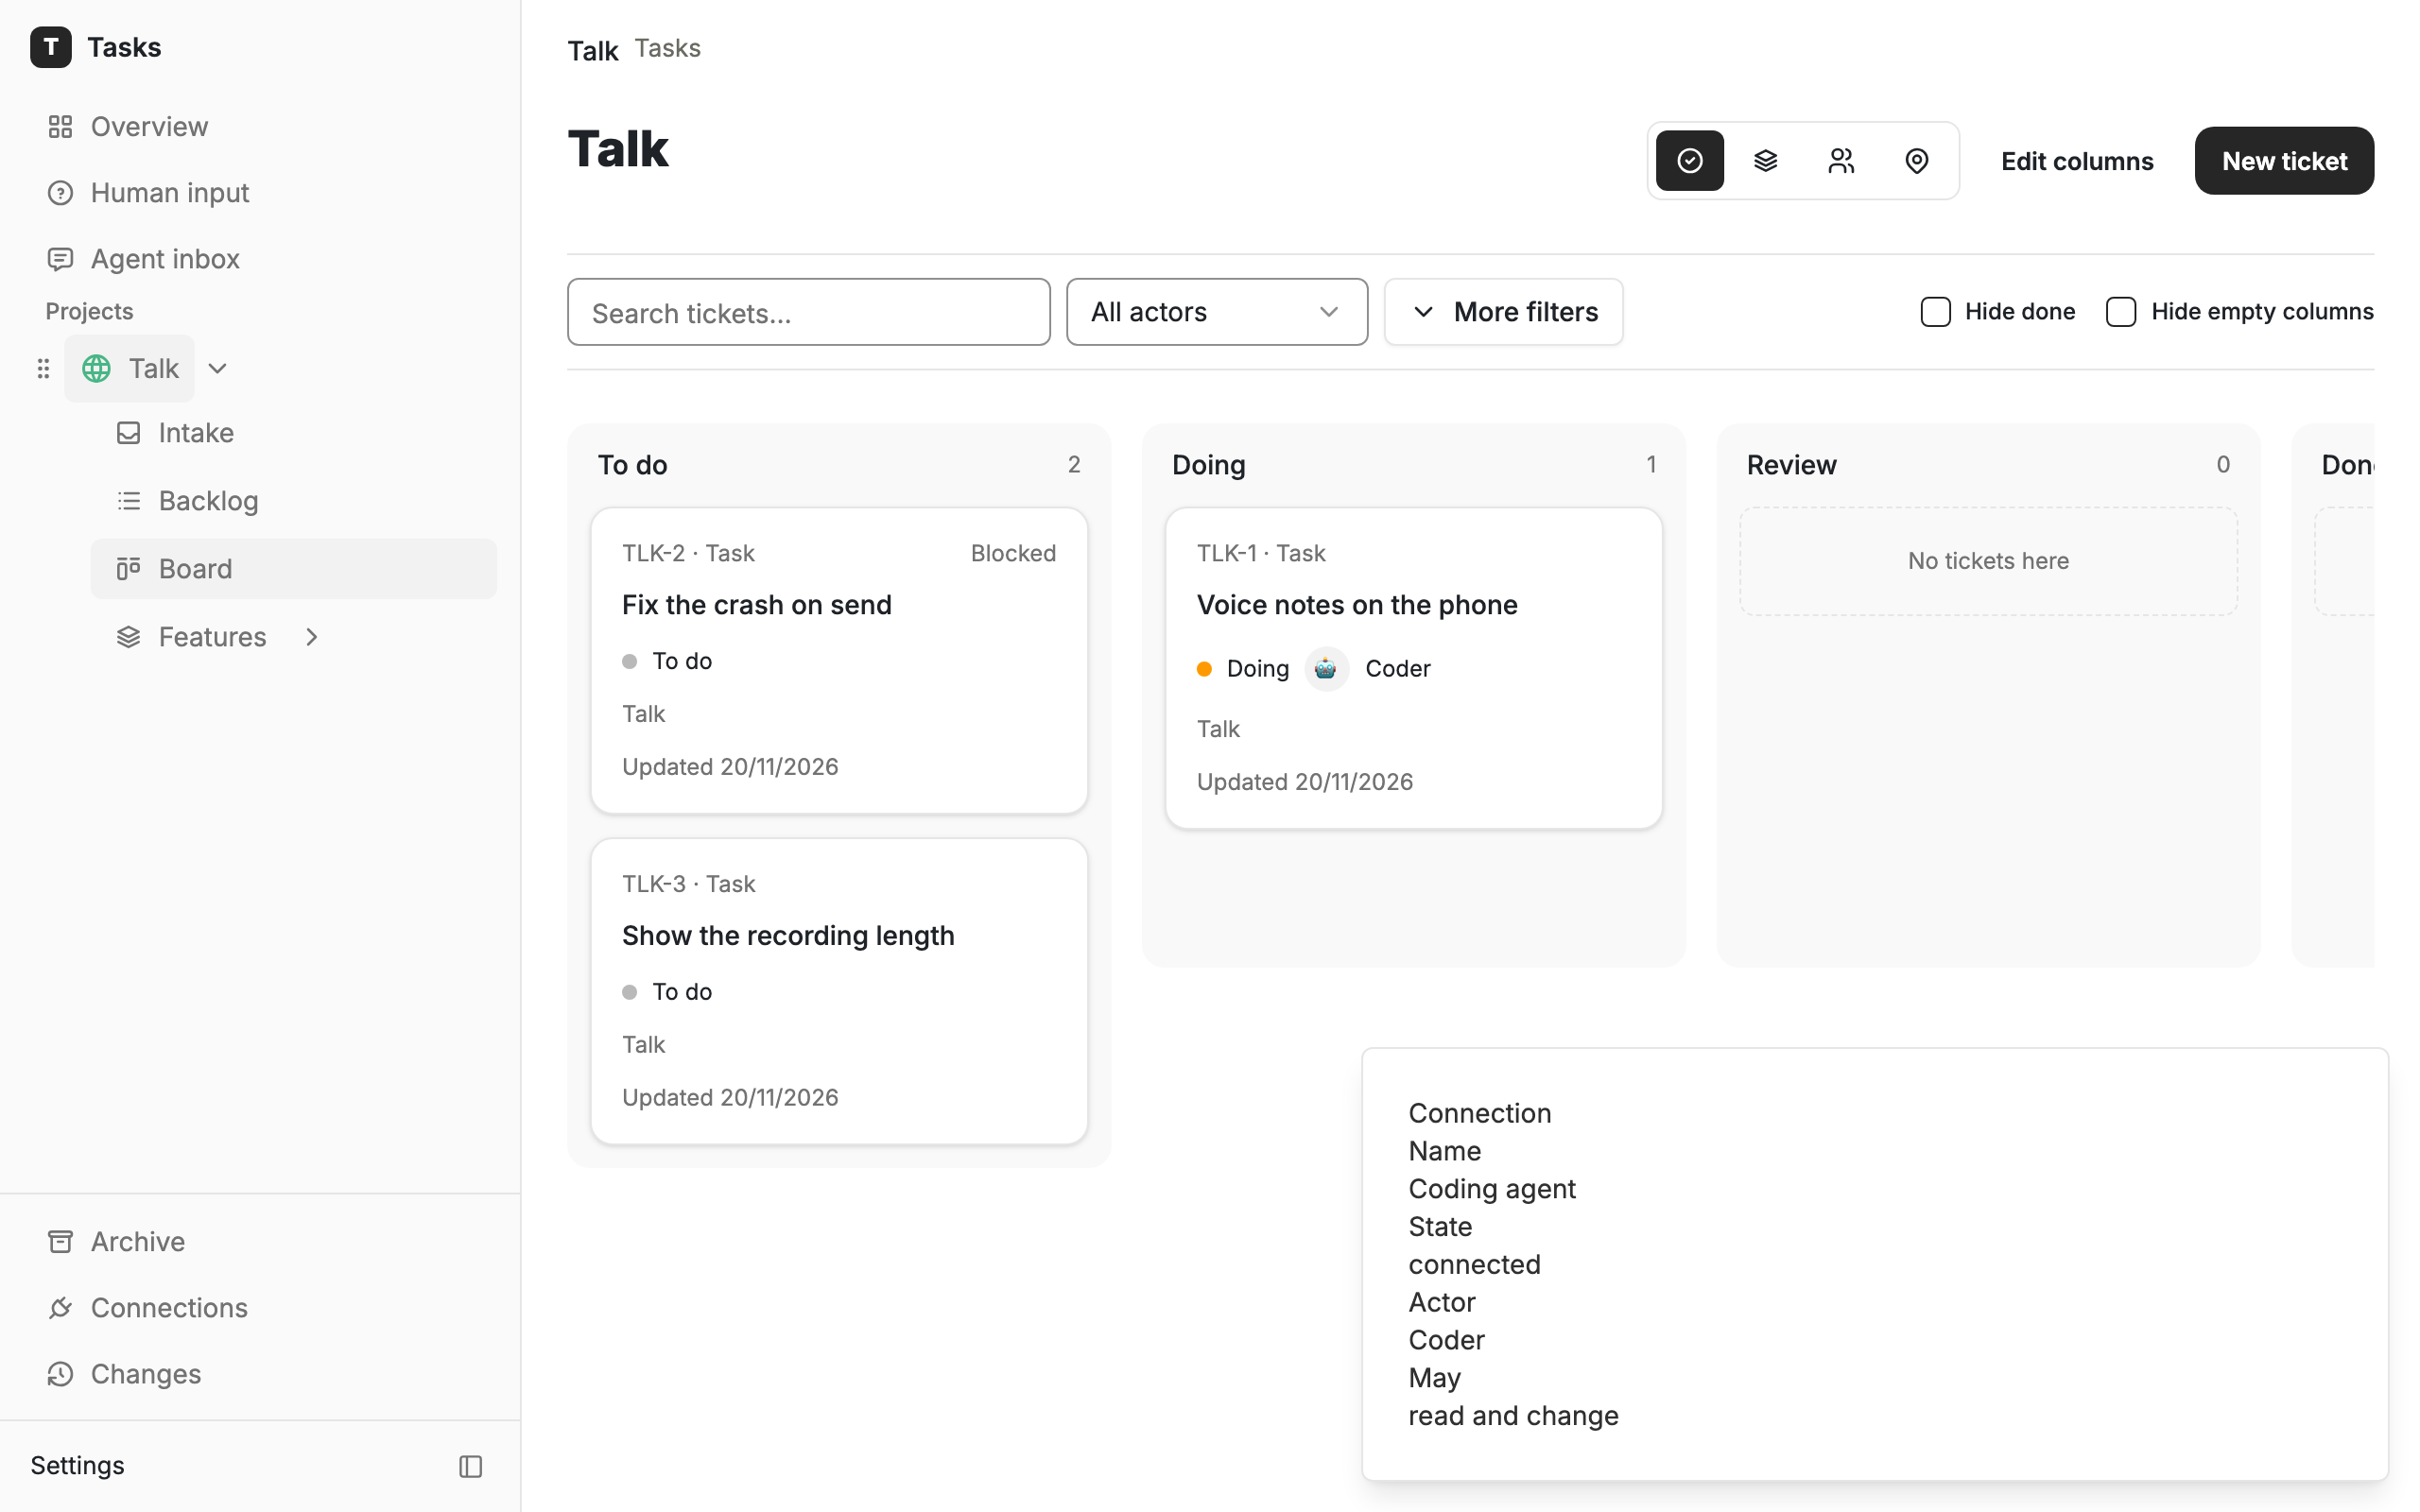 T Tasks
Overview
Human input
Agent inbox
Projects
Talk
Intake
Backlog
Board
Features
Archive
Connections
Changes
Settings
Talk Tasks
Talk
Edit columns
New ticket
Search tickets...
All actors
More filters
Hide done
Hide empty columns
To do 2
TLK-2 · Task Blocked
Fix the crash on send
To do
Talk
Updated 20/11/2026
TLK-3 · Task
Show the recording length
To do
Talk
Updated 20/11/2026
Doing 1
TLK-1 · Task
Voice notes on the phone
Doing Coder
Talk
Updated 20/11/2026
Review 0
No tickets here
Connection
Name
Coding agent
State
connected
Actor
Coder
May
read and change